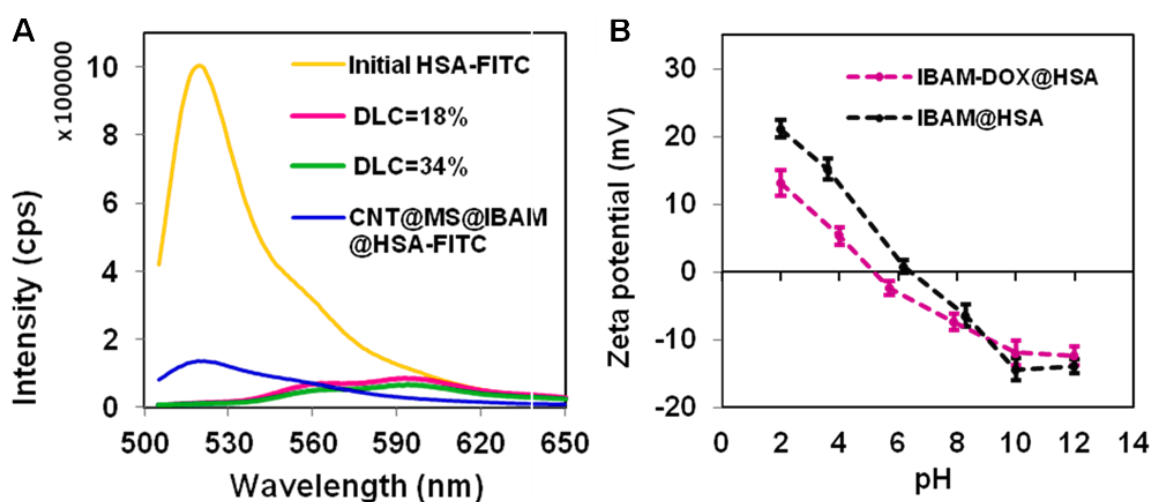 A
x 100000
Intensity (cps)
10
8
6
4
2
0
500
530
560
590
620
650
Wavelength (nm)
Initial HSA-FITC
DLC=18%
DLC=34%
CNT@MS@IBAM
@HSA-FITC
B
Zeta potential (mV)
30
20
10
0
-10
-20
0
2
4
6
8
10
12
14
pH
IBAM-DOX@HSA
IBAM@HSA